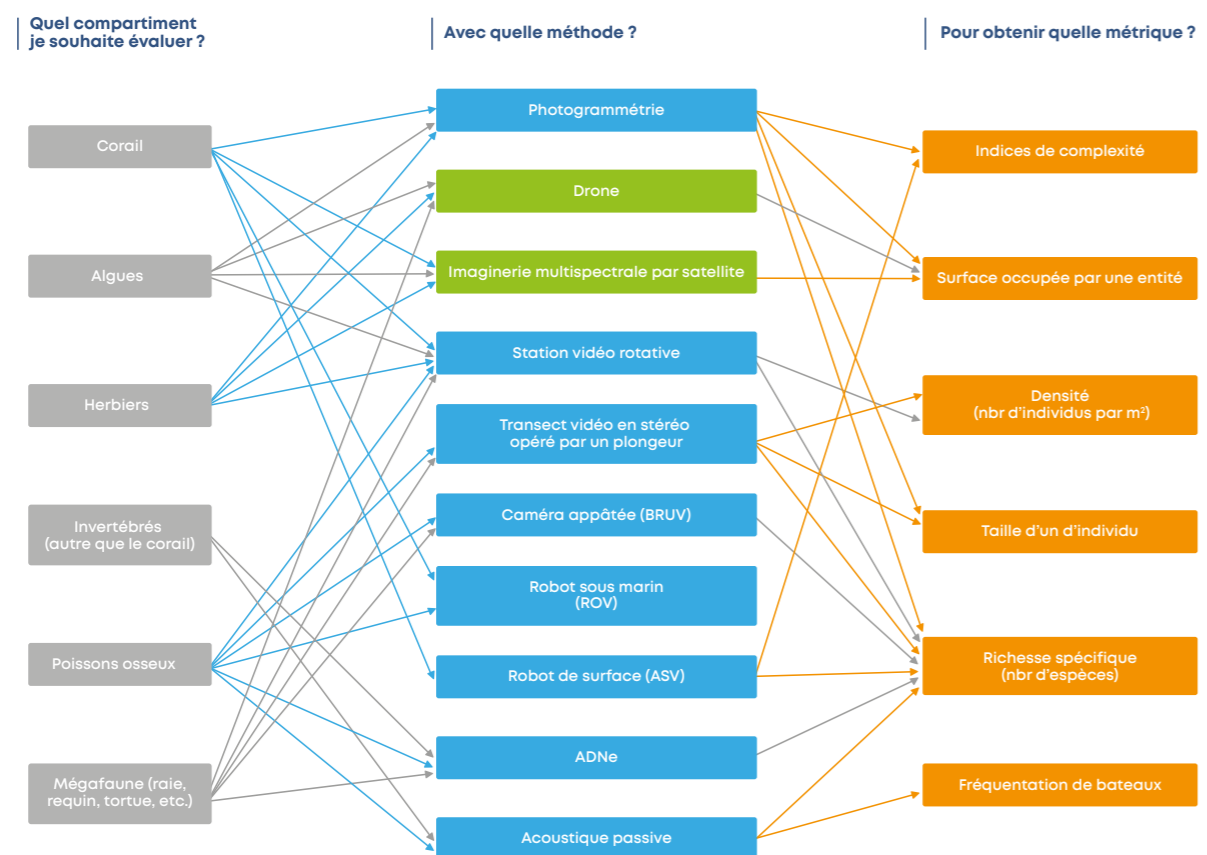 Quel compartiment
je souhaite évaluer ?
Avec quelle méthode ?
Pour obtenir quelle métrique ?
Corail
Algues
Herbiers
Invertébrés
(autre que le corail)
Poissons osseux
Mégafaune (raie,
requin, tortue, etc.)
Photogrammétrie
Drone
Imaginerie multispectrale par satellite
Station vidéo rotative
Transect vidéo en stéréo
opéré par un plongeur
Caméra appâtée (BRUV)
Robot sous marin
(ROV)
Robot de surface (ASV)
ADNe
Acoustique passive
Indices de complexité
Surface occupée par une entité
Densité
(nbr d'individus par m²)
Taille d'un d'individu
Richesse spécifique
(nbr d'espèces)
Fréquentation de bateaux